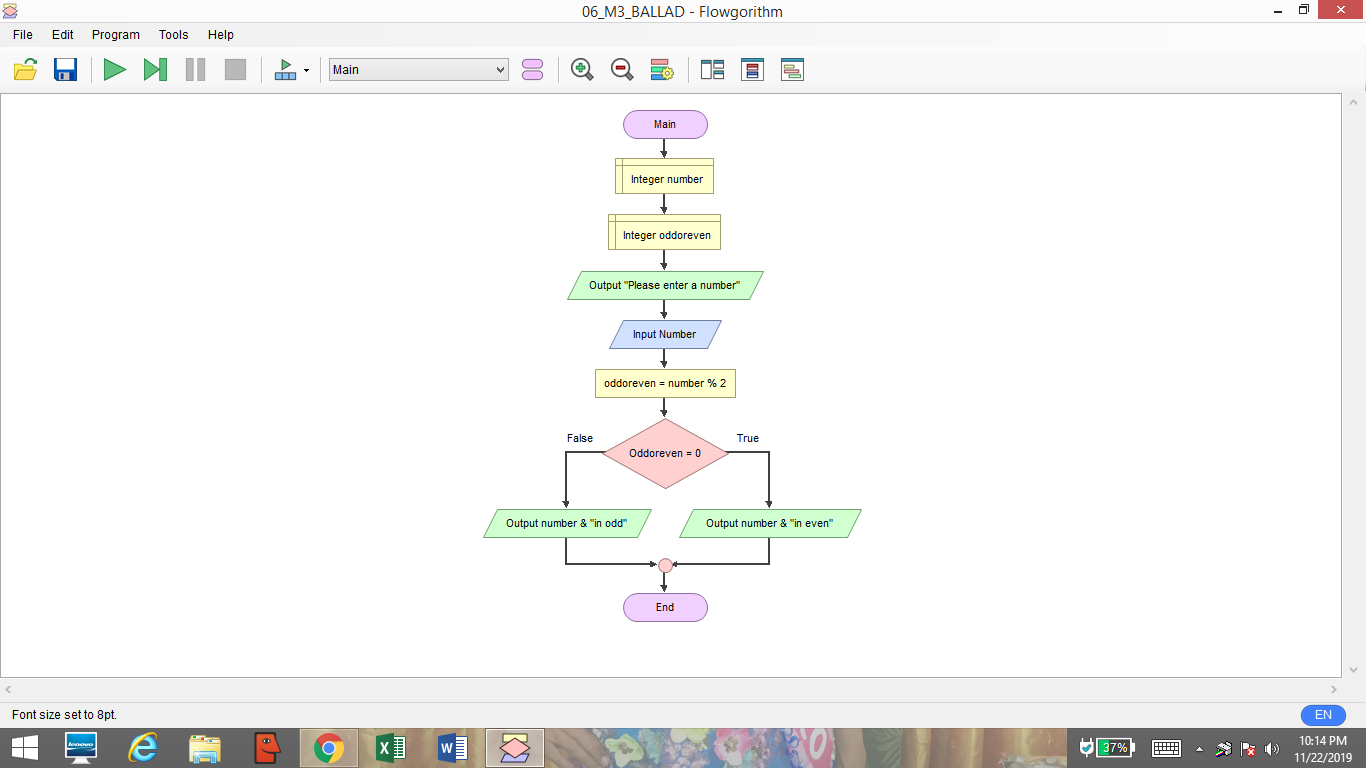 06_M3_BALLAD - Flowgorithm
File Edit Program Tools Help
Main
Main
Integer number
Integer oddoreven
Output "Please enter a number"
Input Number
oddoreven = number % 2
False
True
Oddoreven = 0
Output number & "in odd"
Output number & "in even"
End
Font size set to 8pt.
EN
lenovo
37%
10:14 PM
11/22/2019